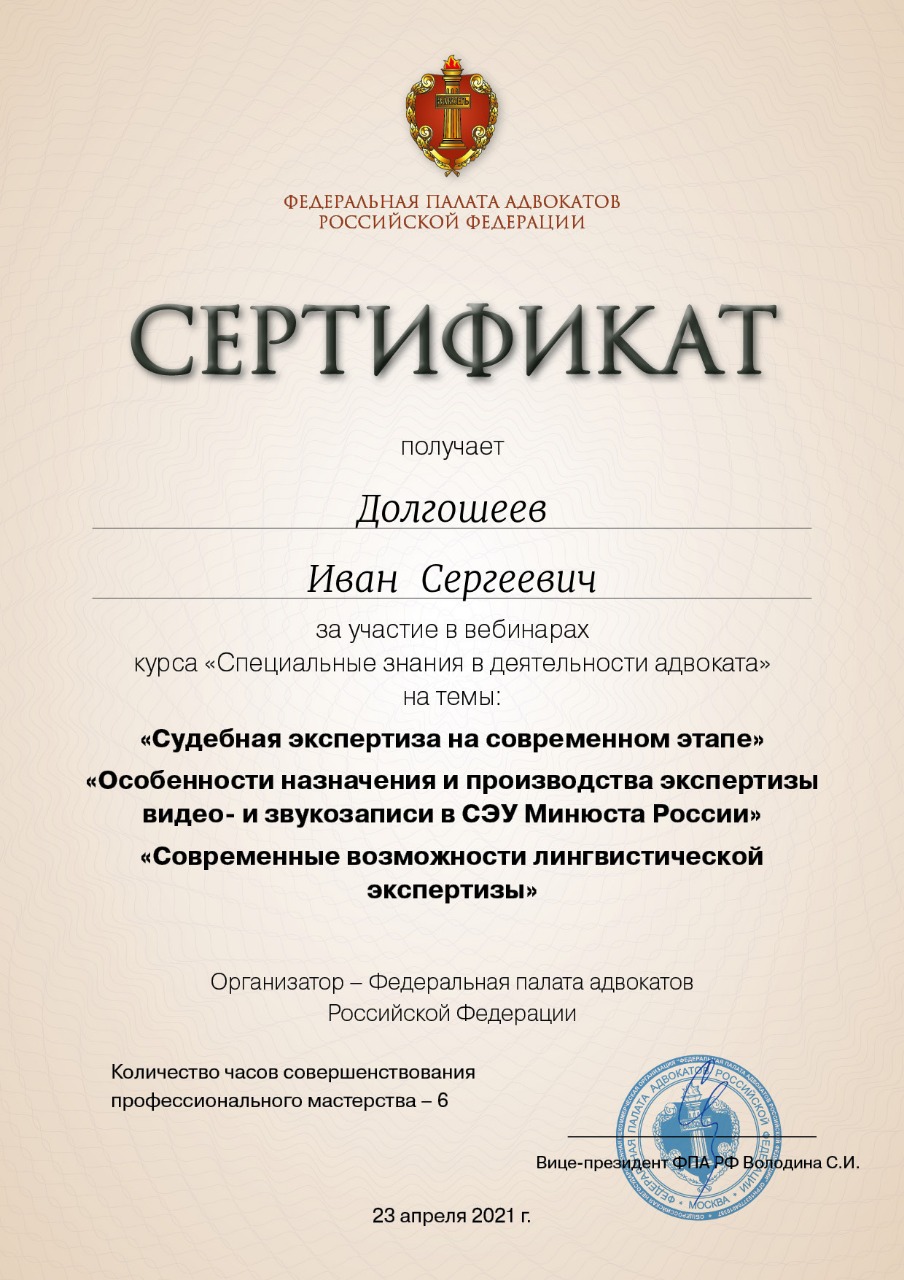 ЗАКОНЪ
ФЕДЕРАЛЬНАЯ ПАЛАТА АДВОКАТОВ
РОССИЙСКОЙ ФЕДЕРАЦИИ
СЕРТИФИКАТ
получает
Долгошеев
Иван Сергеевич
за участие в вебинарах
курса «Специальные знания в деятельности адвоката»
на темы:
«Судебная экспертиза на современном этапе»
«Особенности назначения и производства экспертизы
видео- и звукозаписи в СЭУ Минюста России»
«Современные возможности лингвистической
экспертизы»
Организатор – Федеральная палата адвокатов
Российской Федерации
Количество часов совершенствования
профессионального мастерства – 6
ФЕДЕРАЛЬНАЯ ПАЛАТА АДВОКАТОВ РОССИЙСКОЙ ФЕДЕРАЦИИ
МОСКВА
Вице-президент ФПА РФ Володина С.И.
23 апреля 2021 г.